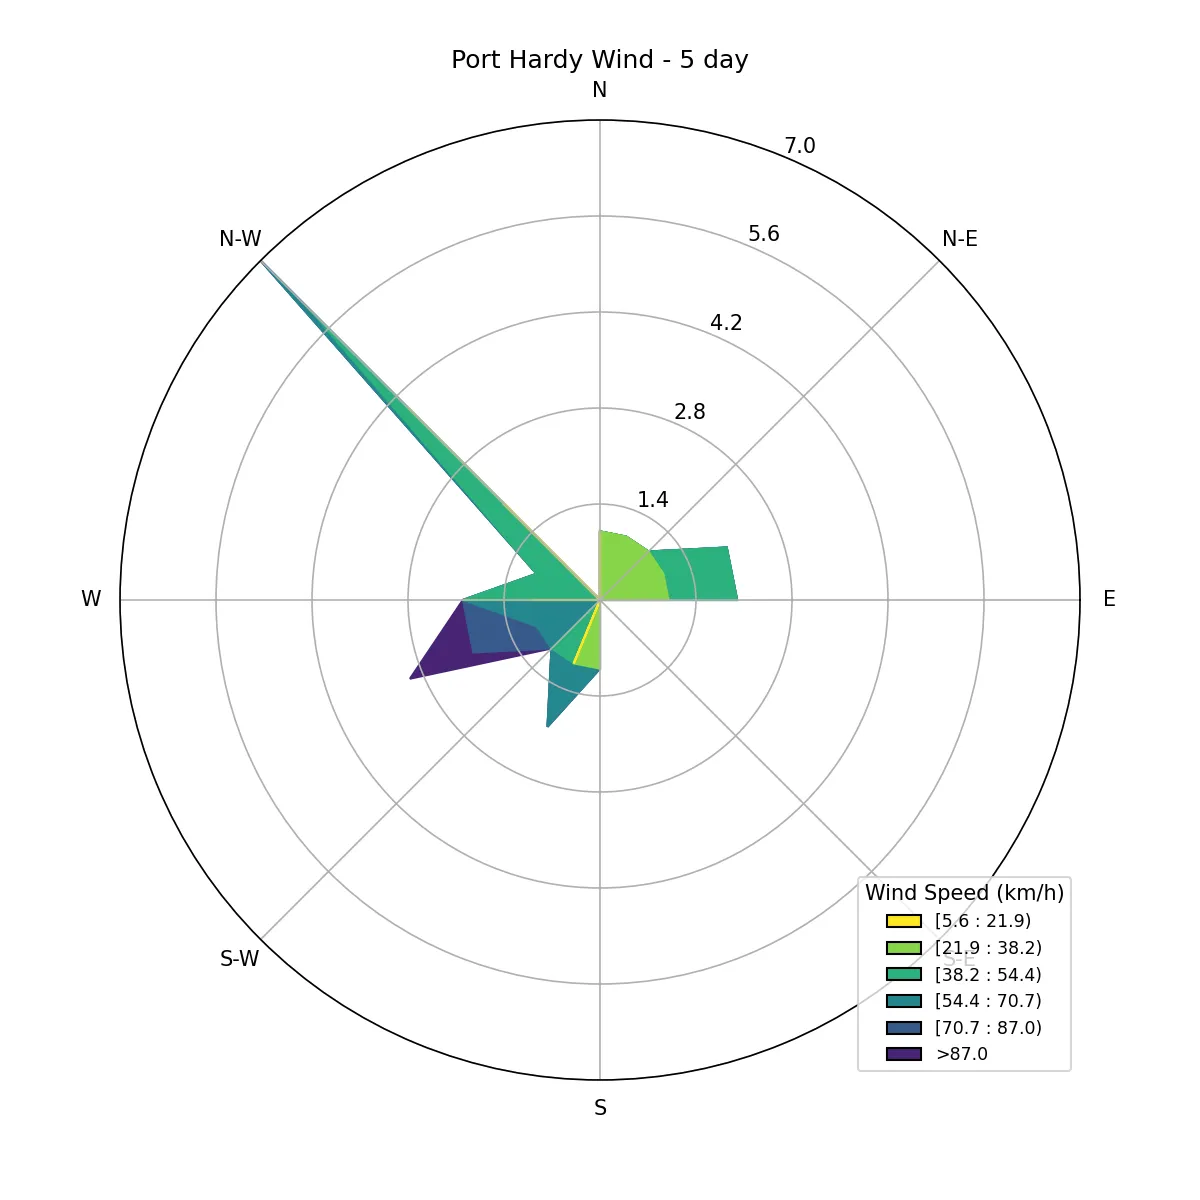 Port Hardy Wind - 5 day
N
7.0
N-W
5.6
N-E
4.2
2.8
1.4
W
E
Wind Speed (km/h)
[5.6 : 21.9)
[21.9 : 38.2)
S-W
S-E
[38.2 : 54.4)
[54.4 : 70.7)
[70.7 : 87.0)
>87.0
S